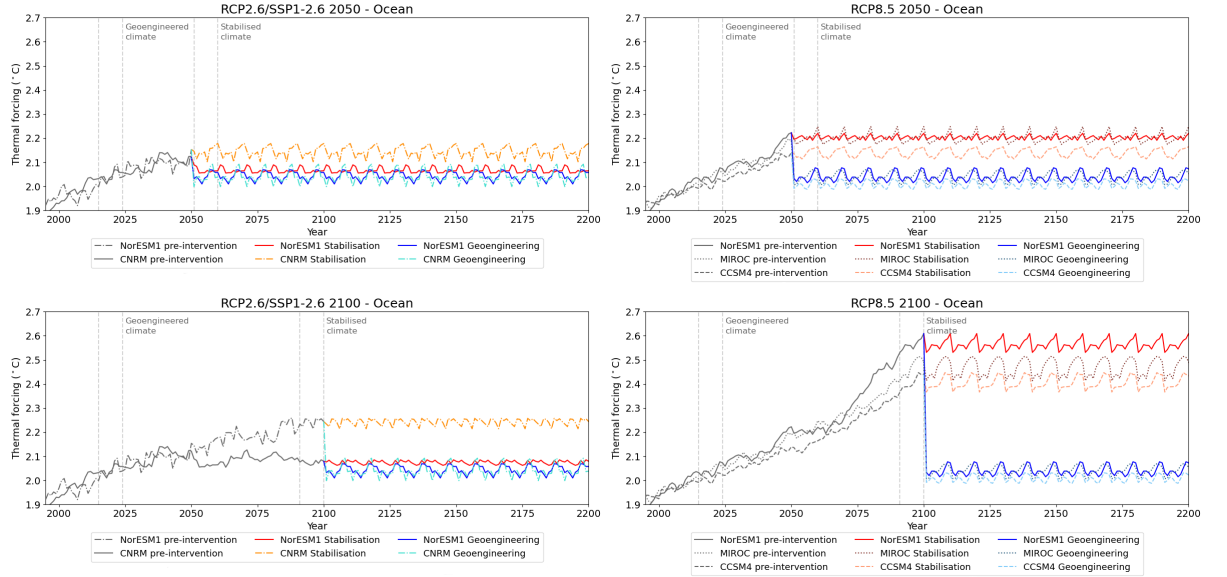 RCP2.6/SSP1-2.6 2050 - Ocean
2.7
2.6
2.5
2.4
2.3
2.2
2.1
2.0
1.9
Thermal forcing (°C)
Geoengineered
climate
Stabilised
climate
2000 2025 2050 2075 2100 2125 2150 2175 2200
Year
NorESM1 pre-intervention NorESM1 Stabilisation NorESM1 Geoengineering
CNRM pre-intervention CNRM Stabilisation CNRM Geoengineering
RCP8.5 2050 - Ocean
2.7
2.6
2.5
2.4
2.3
2.2
2.1
2.0
1.9
Thermal forcing (°C)
Geoengineered
climate
Stabilised
climate
2000 2025 2050 2075 2100 2125 2150 2175 2200
Year
NorESM1 pre-intervention NorESM1 Stabilisation NorESM1 Geoengineering
MIROC pre-intervention MIROC Stabilisation MIROC Geoengineering
CCSM4 pre-intervention CCSM4 Stabilisation CCSM4 Geoengineering
RCP2.6/SSP1-2.6 2100 - Ocean
2.7
2.6
2.5
2.4
2.3
2.2
2.1
2.0
1.9
Thermal forcing (°C)
Geoengineered
climate
Stabilised
climate
2000 2025 2050 2075 2100 2125 2150 2175 2200
Year
NorESM1 pre-intervention NorESM1 Stabilisation NorESM1 Geoengineering
CNRM pre-intervention CNRM Stabilisation CNRM Geoengineering
RCP8.5 2100 - Ocean
2.7
2.6
2.5
2.4
2.3
2.2
2.1
2.0
1.9
Thermal forcing (°C)
Geoengineered
climate
Stabilised
climate
2000 2025 2050 2075 2100 2125 2150 2175 2200
Year
NorESM1 pre-intervention NorESM1 Stabilisation NorESM1 Geoengineering
MIROC pre-intervention MIROC Stabilisation MIROC Geoengineering
CCSM4 pre-intervention CCSM4 Stabilisation CCSM4 Geoengineering